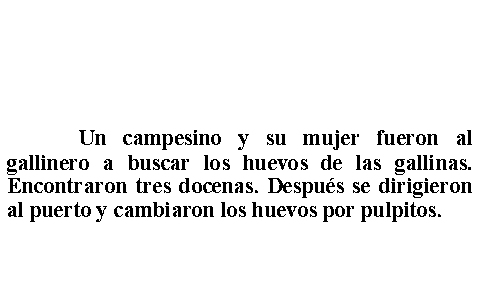 Un campesino y su mujer fueron al
gallinero a buscar los huevos de las gallinas.
Encontraron tres docenas. Después se dirigieron
al puerto y cambiaron los huevos por pulpitos.